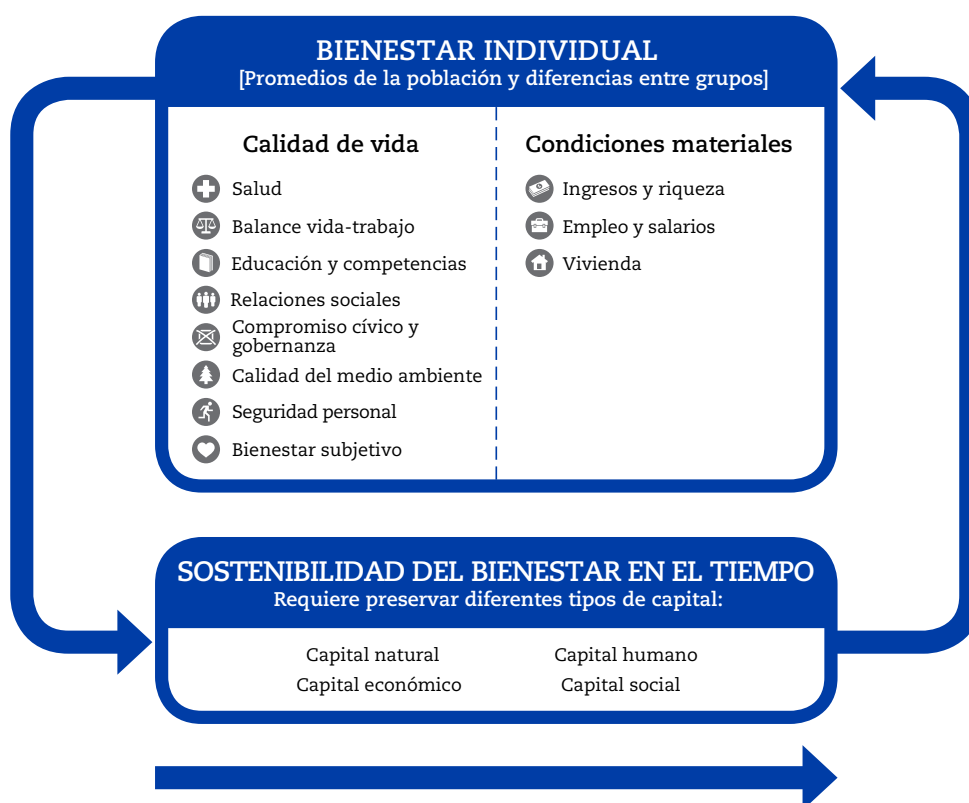 BIENESTAR INDIVIDUAL
[Promedios de la población y diferencias entre grupos]
Calidad de vida
Salud
Balance vida-trabajo
Educación y competencias
Relaciones sociales
Compromiso cívico y
gobernanza
Calidad del medio ambiente
Seguridad personal
Bienestar subjetivo
Condiciones materiales
Ingresos y riqueza
Empleo y salarios
Vivienda
SOSTENIBILIDAD DEL BIENESTAR EN EL TIEMPO
Requiere preservar diferentes tipos de capital:
Capital natural
Capital humano
Capital económico
Capital social